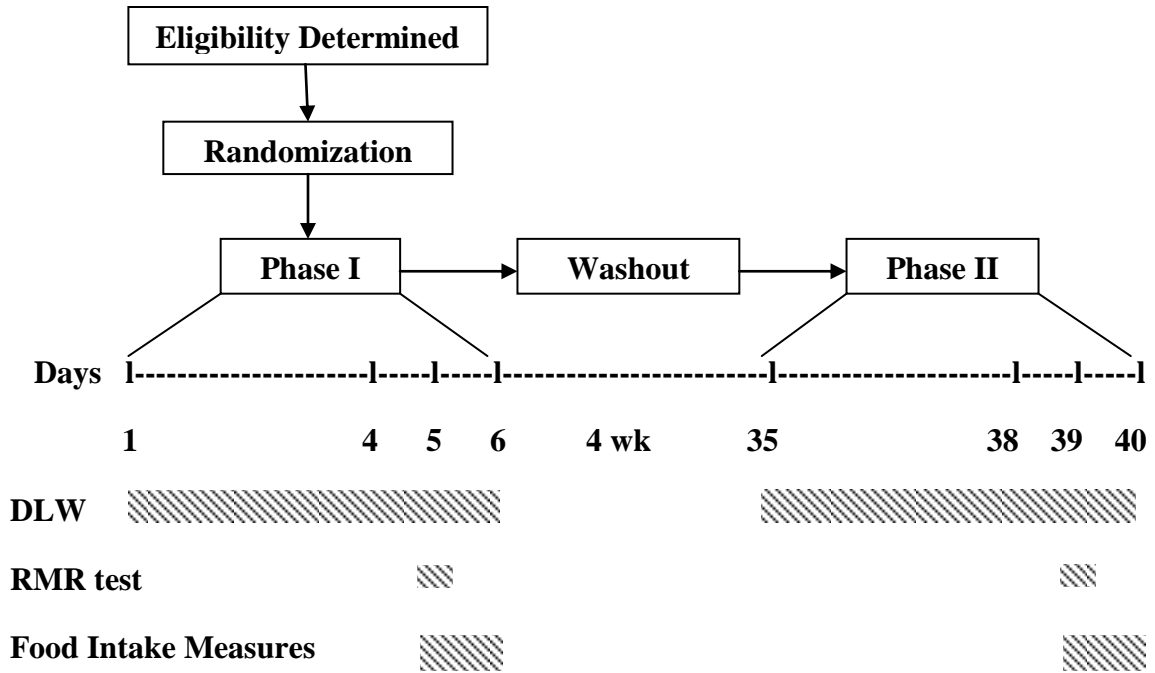 Eligibility Determined
Randomization
Phase I
Washout
Phase II
Days l-----------------------l-----l-----l-------------------------l----------------------l-----l-----l
1 4 5 6 4 wk 35 38 39 40
DLW
RMR test
Food Intake Measures